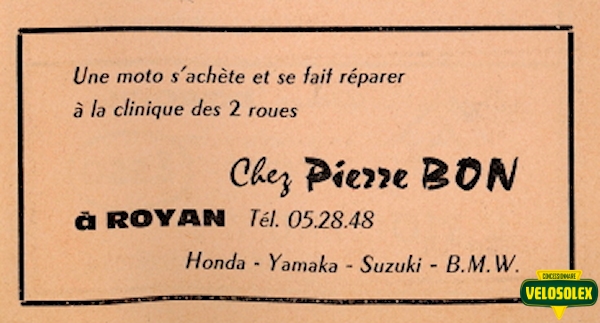 Une moto s'achète et se fait réparer
à la clinique des 2 roues
Chez Pierre BON
à ROYAN Tél. 05.28.48
Honda - Yamaka - Suzuki - B.M.W.
CONCESSIONNAIRE
VELOSOLEX